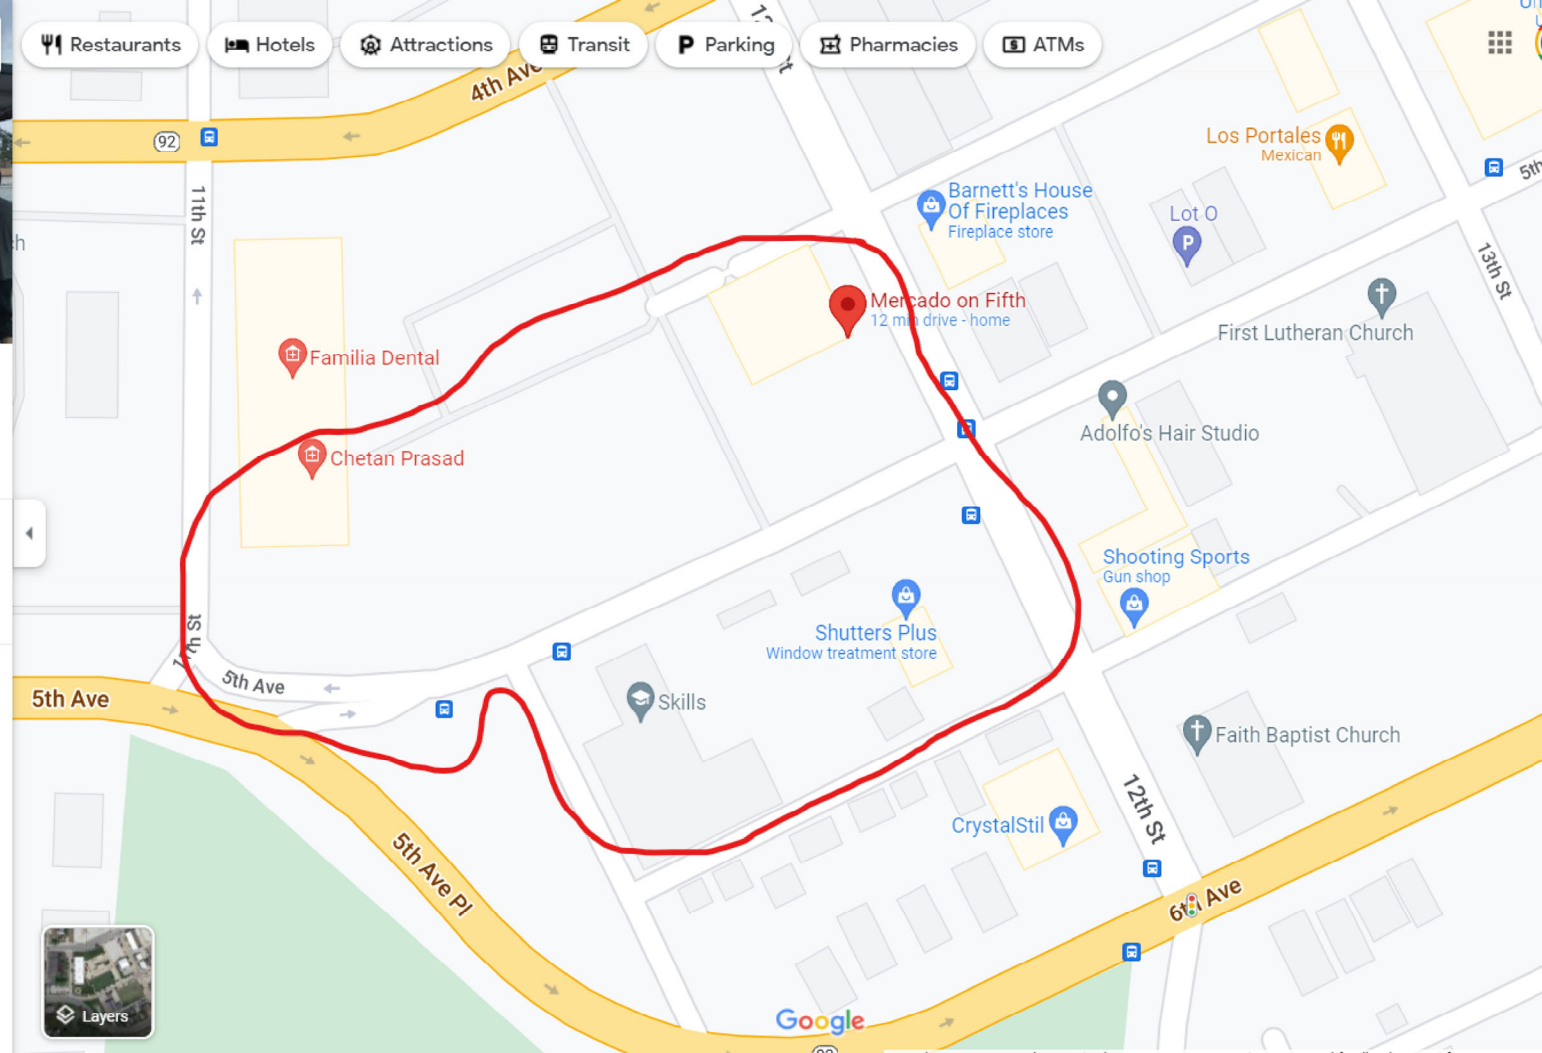 Restaurants
Hotels
Attractions
Transit
Parking
Pharmacies
ATMs
4th Ave
92
11th St
Los Portales
Mexican
Barnett's House
Of Fireplaces
Fireplace store
Lot O
5th
13th St
Mercado on Fifth
12 min drive - home
First Lutheran Church
Familia Dental
Adolfo's Hair Studio
Chetan Prasad
Shooting Sports
Gun shop
Shutters Plus
Window treatment store
11th St
5th Ave
5th Ave
Skills
Faith Baptist Church
12th St
CrystalStil
5th Ave Pl
6th Ave
Layers
Google